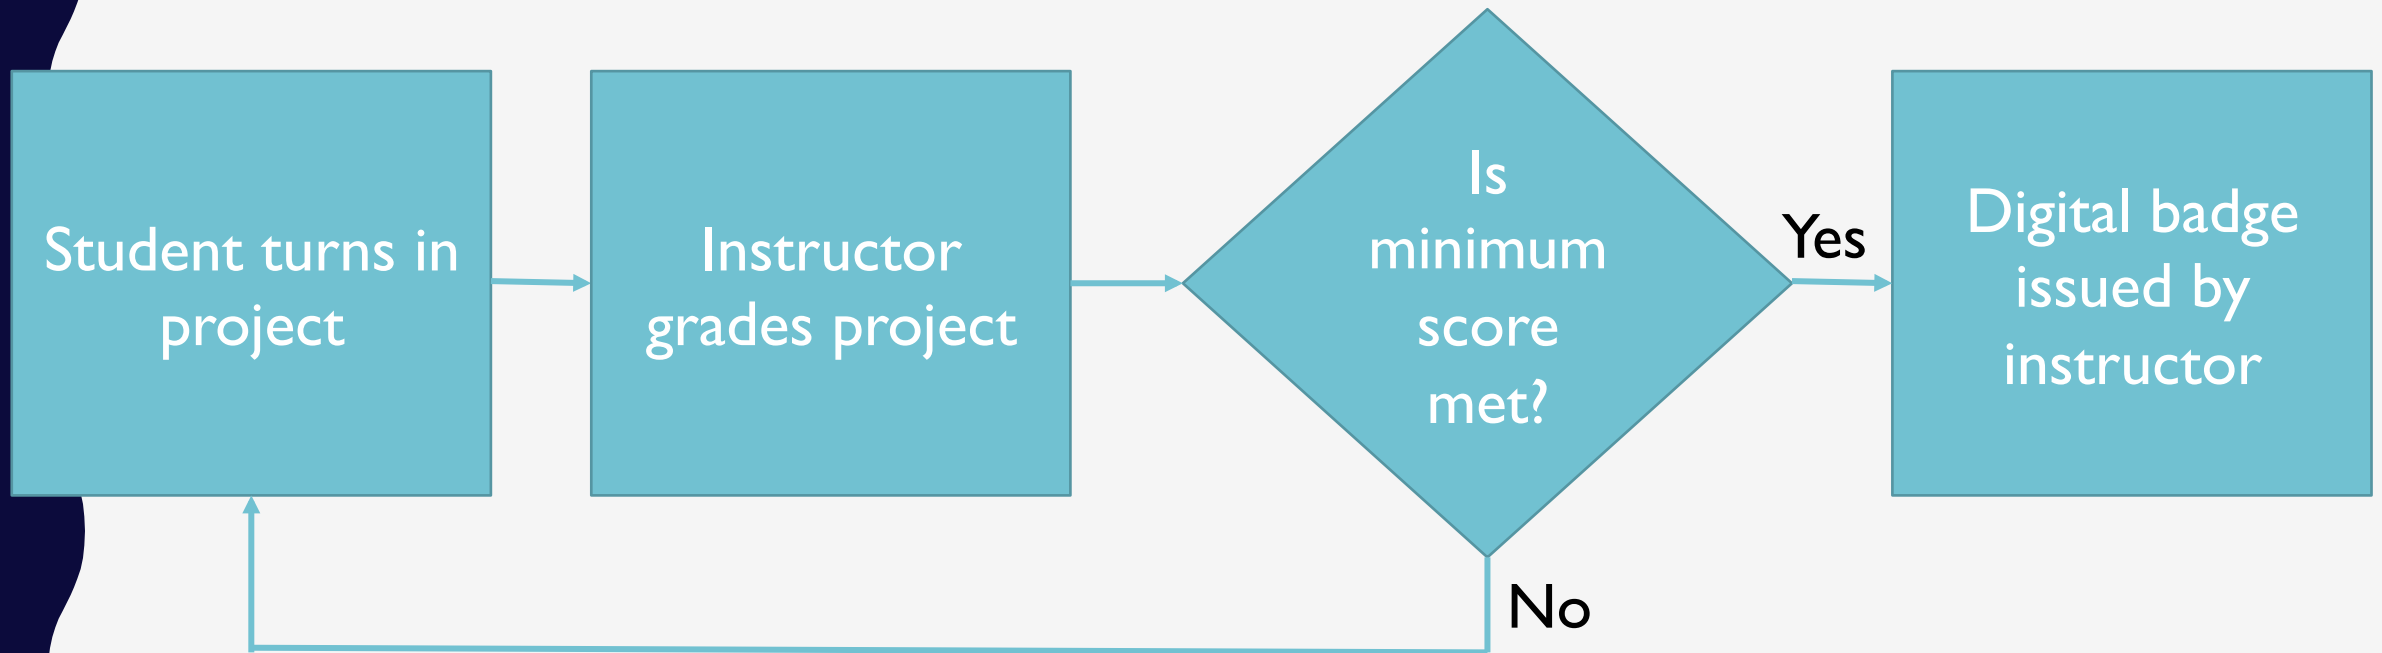 Student turns in
project
Instructor
grades project
Is
minimum
score
met?
Yes
Digital badge
issued by
instructor
No